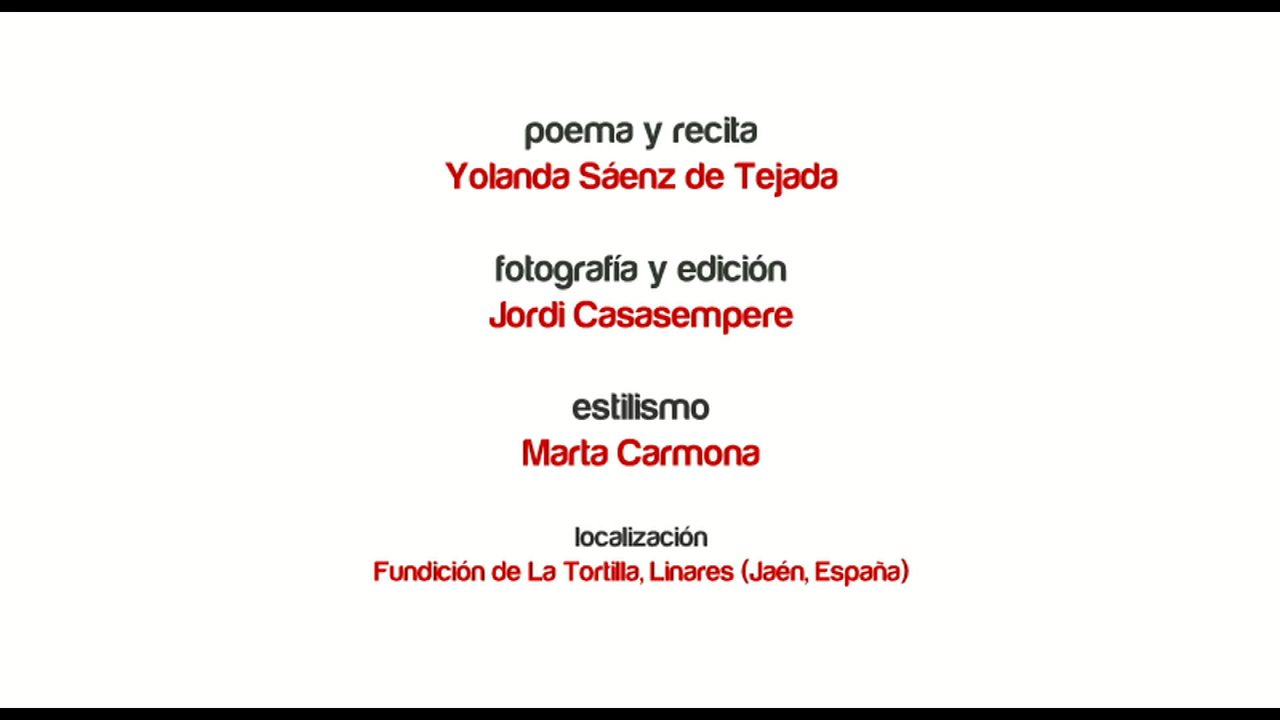 poema y recita
Yolanda Sáenz de Tejada
fotografía y edición
Jordi Casasempere
estilismo
Marta Carmona
localización
Fundición de La Tortilla, Linares (Jaén, España)